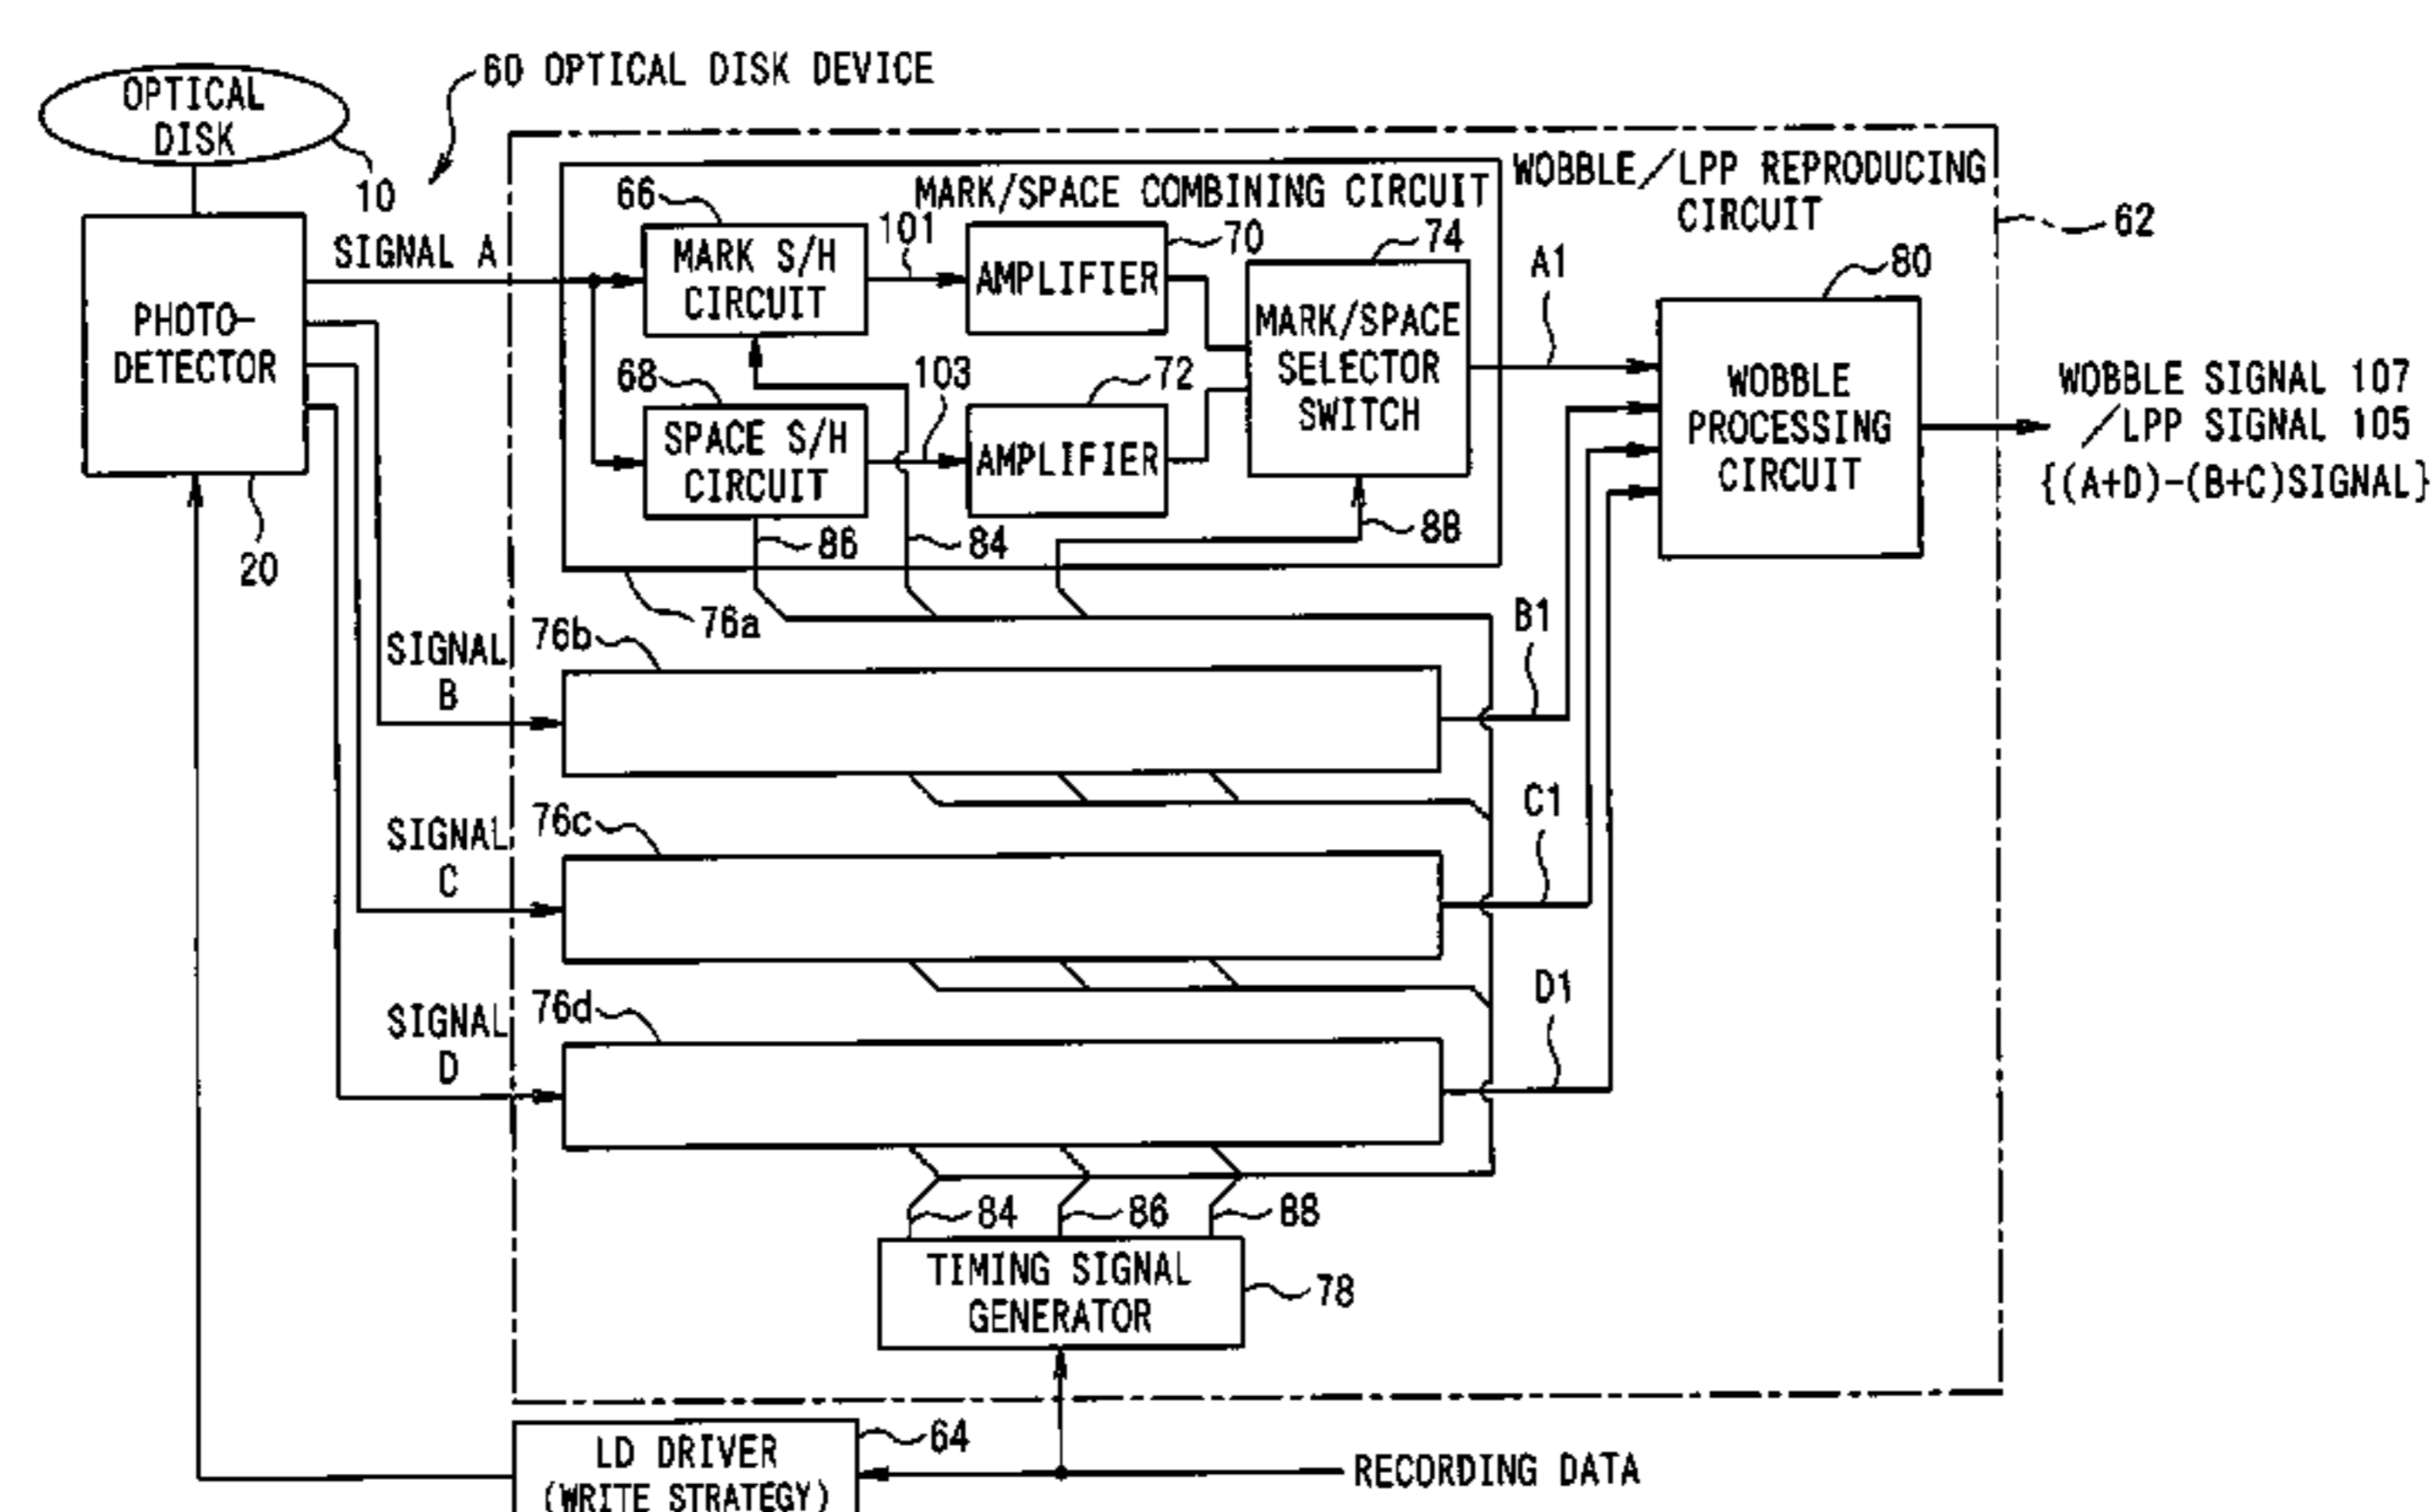 60 OPTICAL DISK DEVICE
OPTICAL
DISK
10
WOBBLE/LPP REPRODUCING
CIRCUIT
62
MARK/SPACE COMBINING CIRCUIT
66
MARK S/H
CIRCUIT
101
70
AMPLIFIER
74
MARK/SPACE
SELECTOR
SWITCH
A1
80
SIGNAL A
PHOTO-
DETECTOR
20
68
SPACE S/H
CIRCUIT
103
72
AMPLIFIER
86
84
88
76a
WOBBLE
PROCESSING
CIRCUIT
WOBBLE SIGNAL 107
/LPP SIGNAL 105
{(A+D)-(B+C)SIGNAL}
SIGNAL
B
76b
B1
SIGNAL
C
76c
C1
SIGNAL
D
76d
D1
84
86
88
TIMING SIGNAL
GENERATOR
78
LD DRIVER
(WRITE STRATEGY)
64
RECORDING DATA